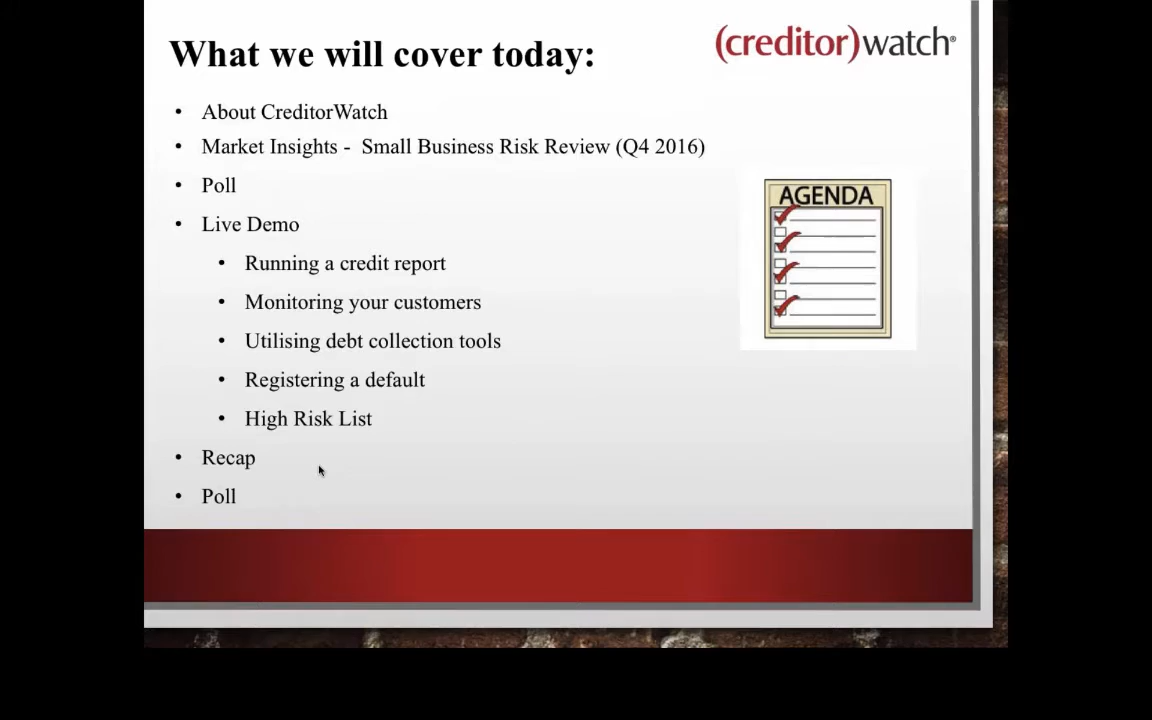 What we will cover today:
(creditor)watch®
• About CreditorWatch
• Market Insights - Small Business Risk Review (Q4 2016)
• Poll
• Live Demo
• Running a credit report
• Monitoring your customers
• Utilising debt collection tools
• Registering a default
• High Risk List
• Recap
• Poll
AGENDA